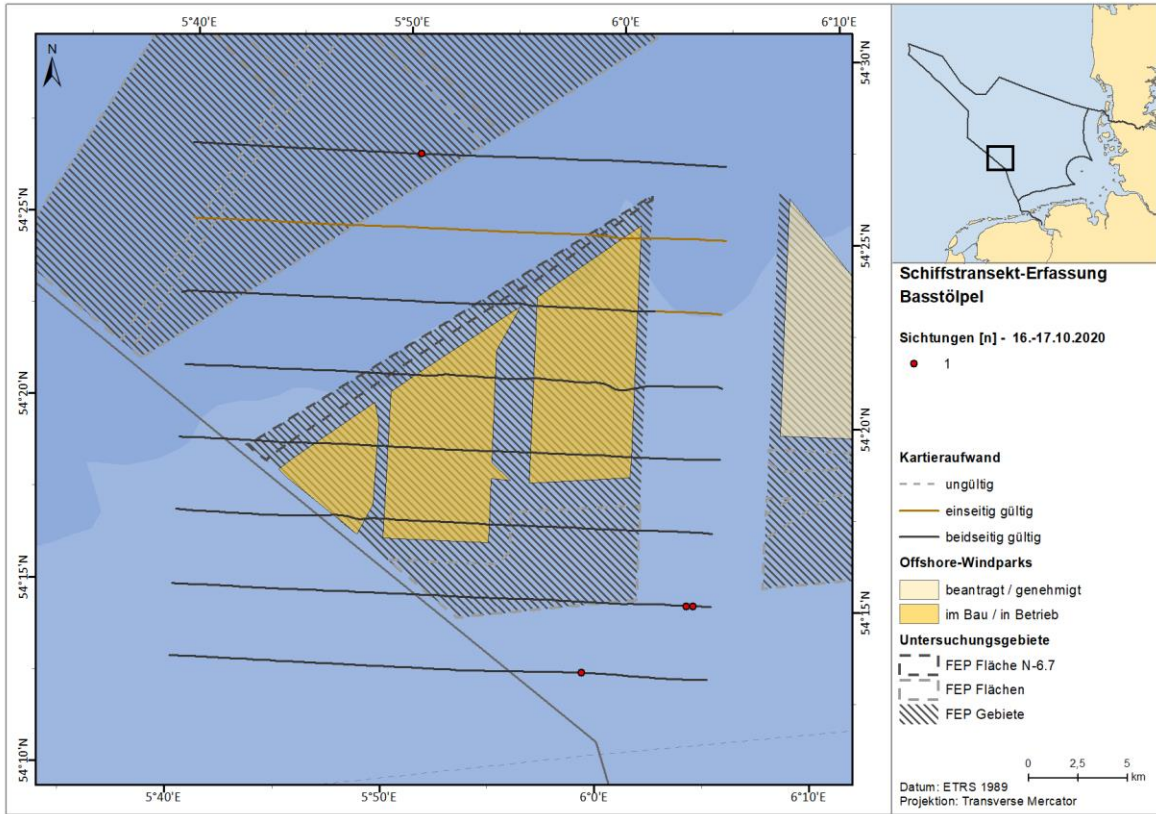 5°40'E 5°50'E 6°0'E 6°10'E
N
54°30'N
54°25'N
54°25'N
54°20'N
54°20'N
54°15'N
54°15'N
54°10'N
5°40'E 5°50'E 6°0'E 6°10'E
Schiffstransekt-Erfassung
Basstölpel
Sichtungen [n] - 16.-17.10.2020
1
Kartieraufwand
ungültig
einseitig gültig
beidseitig gültig
Offshore-Windparks
beantragt / genehmigt
im Bau / in Betrieb
Untersuchungsgebiete
FEP Fläche N-6.7
FEP Flächen
FEP Gebiete
0 2,5 5
km
Datum: ETRS 1989
Projektion: Transverse Mercator